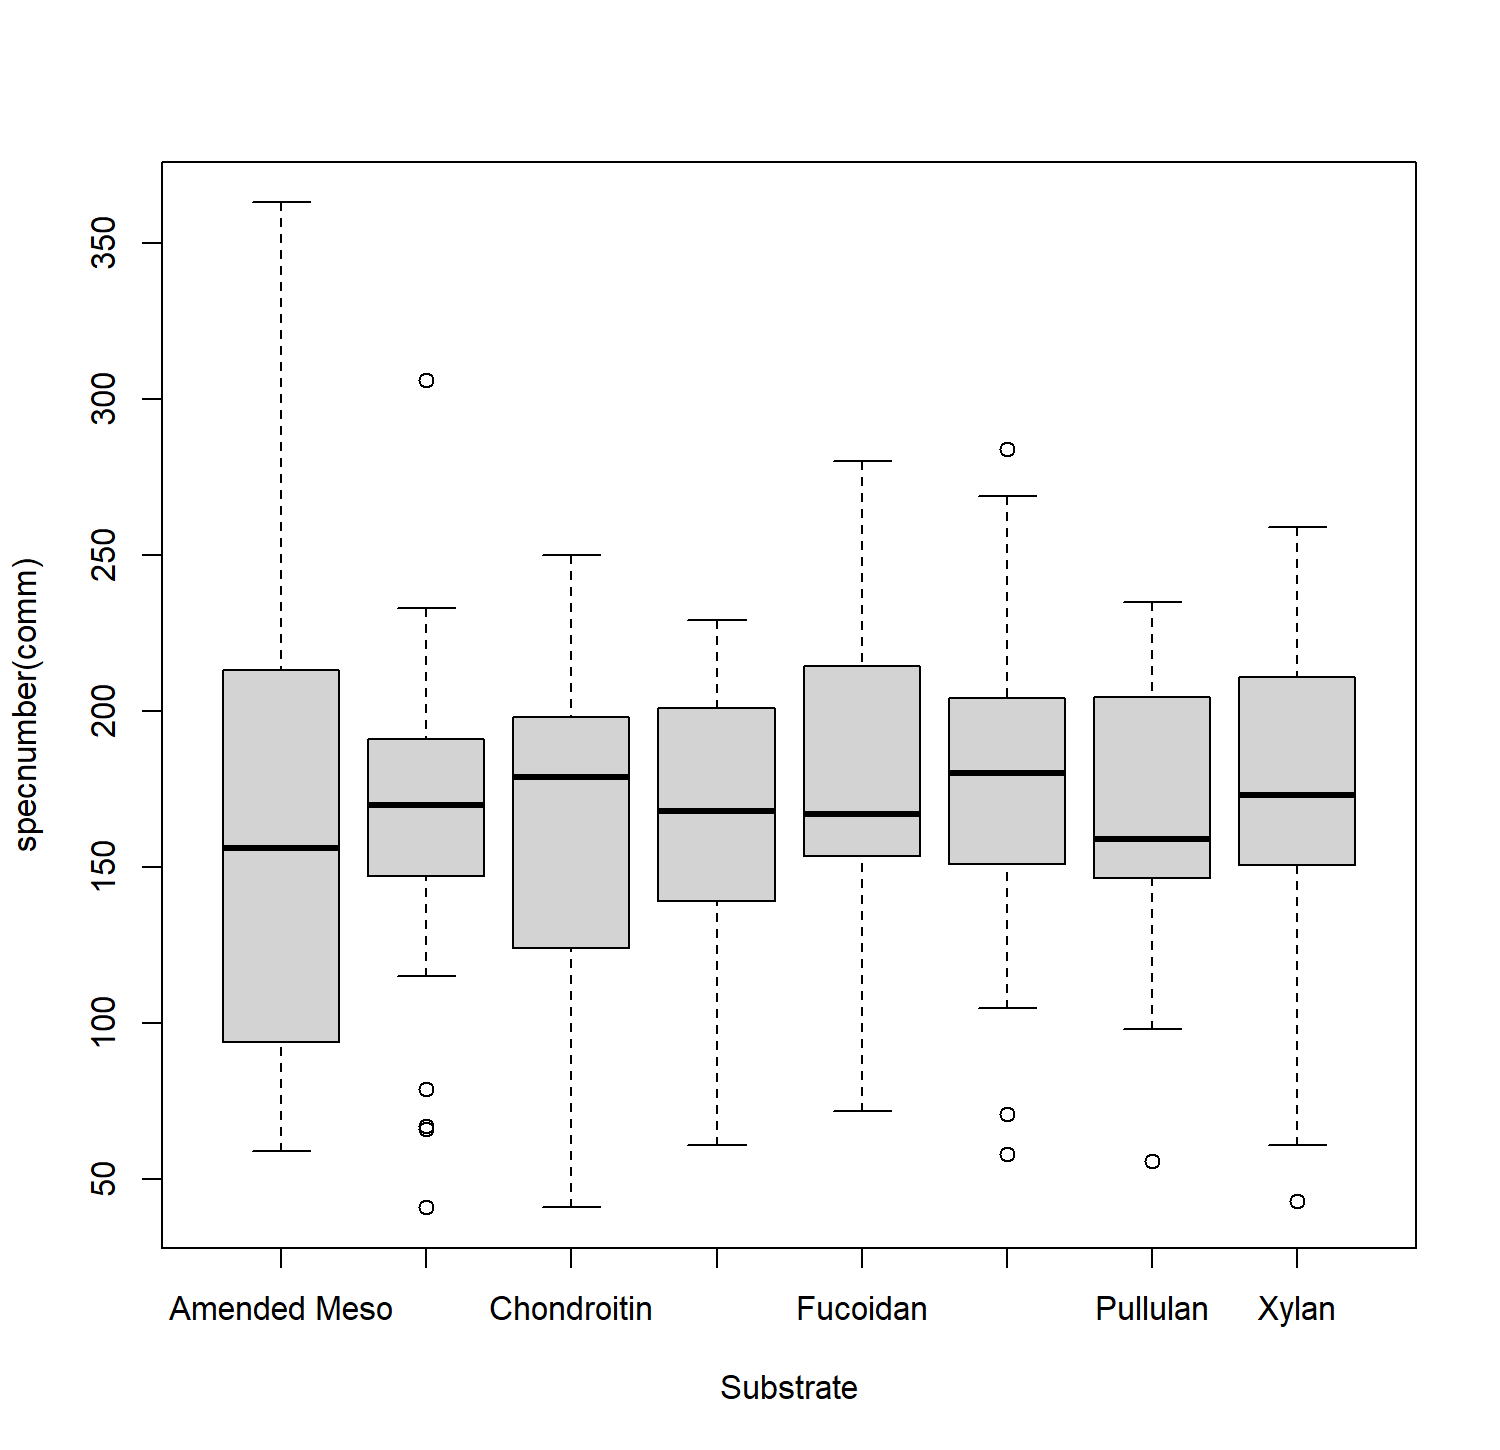 350
300
250
200
150
100
50
specnumber(comm)
Amended Meso Chondroitin Fucoidan Pullulan Xylan
Substrate